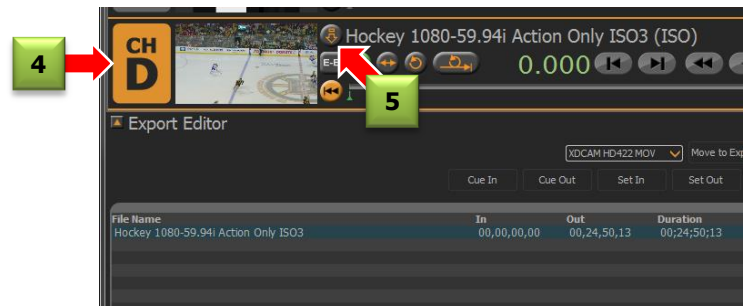 4
CH
D
Hockey 1080-59.94i Action Only ISO3 (ISO)
E-E
0.000
5
Export Editor
XDCAM HD422 MOV
Move to Exp
Cue In Cue Out Set In Set Out
File Name In Out Duration
Hockey 1080-59.94i Action Only ISO3 00,00,00,00 00,24,50,13 00;24;50;13